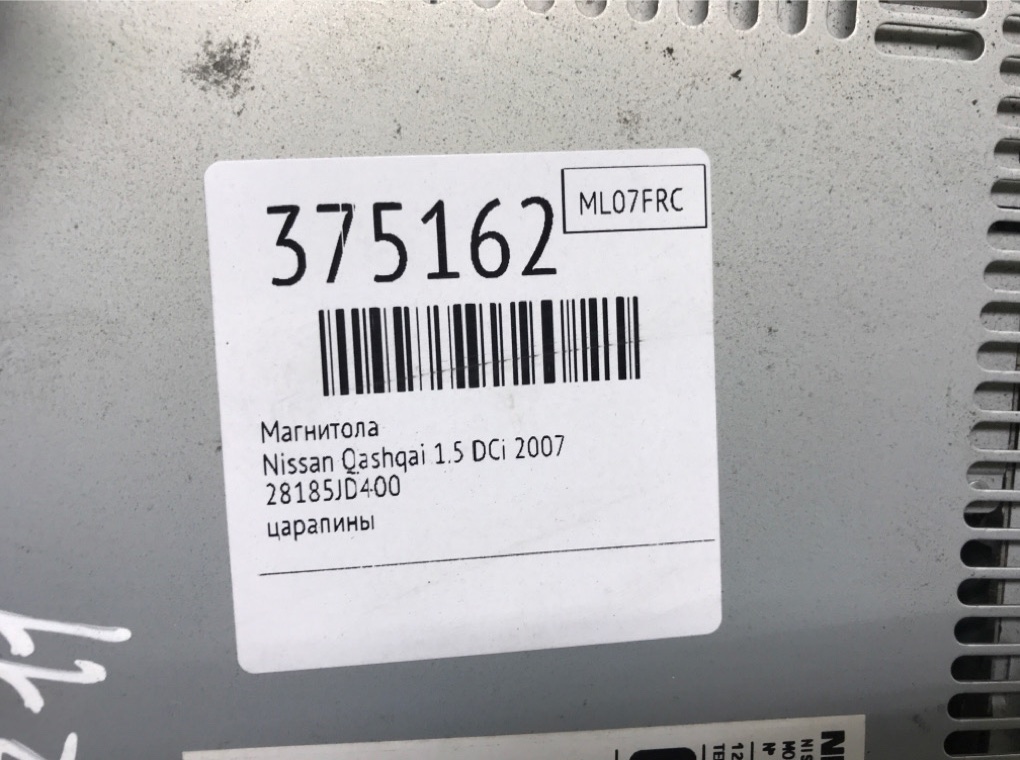 375162
ML07FRC
Магнитола
Nissan Qashqai 1.5 DCi 2007
28185JD400
царапины